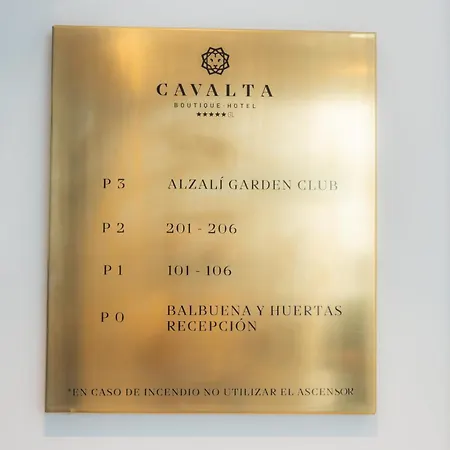 CAVALTA
BOUTIQUE·HOTEL
★★★★★GL
P 3 ALZALÍ GARDEN CLUB
P 2 201 - 206
P 1 101 - 106
P 0 BALBUENA Y HUERTAS
RECEPCIÓN
*EN CASO DE INCENDIO NO UTILIZAR EL ASCENSOR